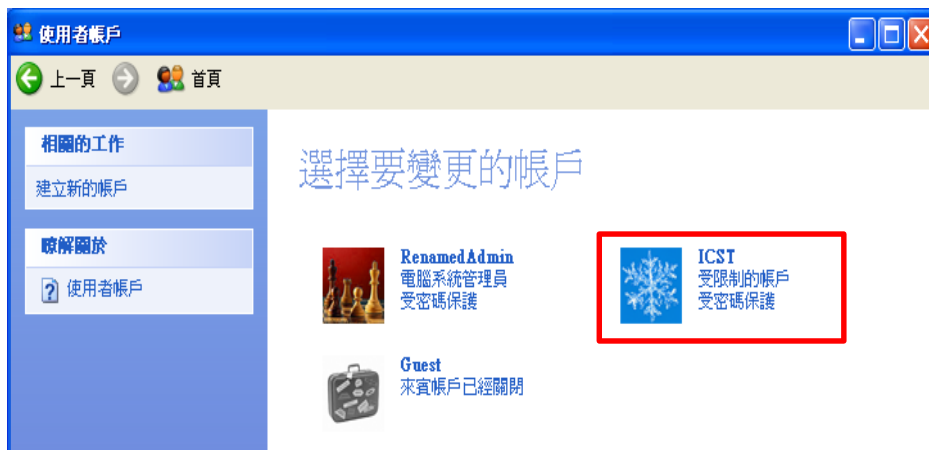 使用者帳戶
上一頁 首頁
相關的工作
建立新的帳戶
瞭解關於
使用者帳戶
選擇要變更的帳戶
RenamedAdmin
電腦系統管理員
受密碼保護
ICST
受限制的帳戶
受密碼保護
Guest
來賓帳戶已經關閉